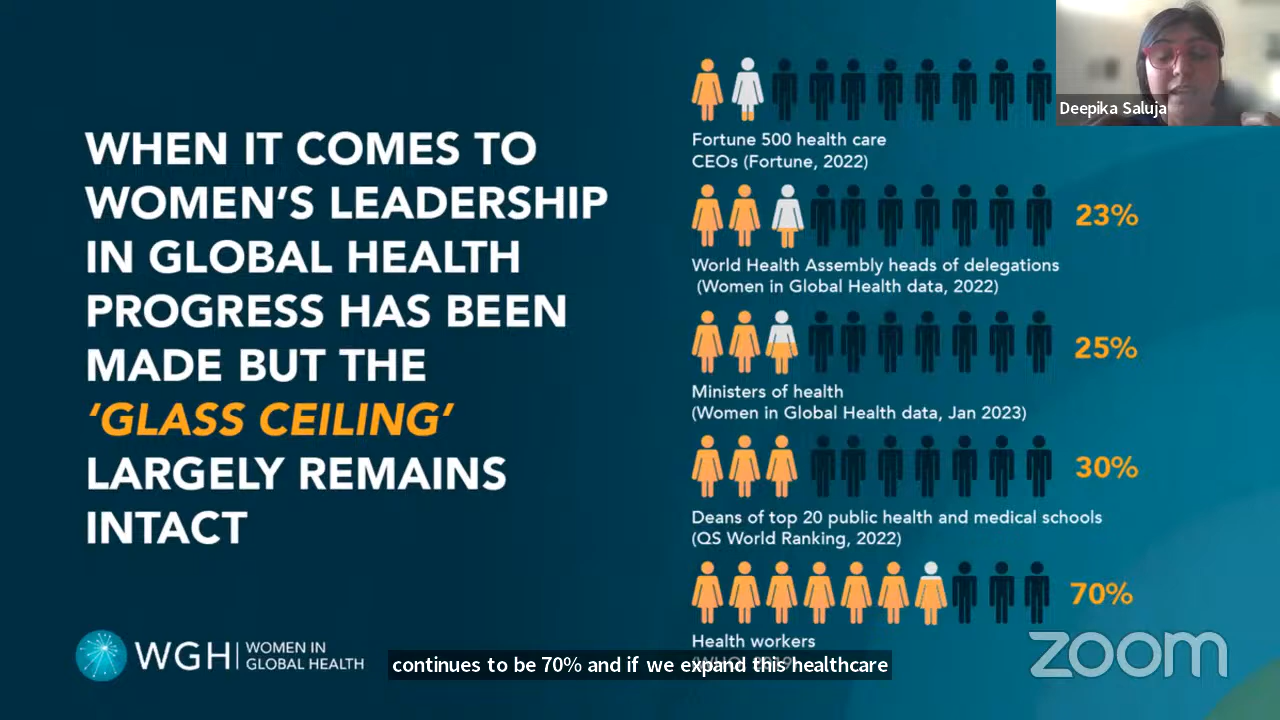 WHEN IT COMES TO
WOMEN'S LEADERSHIP
IN GLOBAL HEALTH
PROGRESS HAS BEEN
MADE BUT THE
'GLASS CEILING'
LARGELY REMAINS
INTACT
WGH WOMEN IN
GLOBAL HEALTH
Deepika Saluja
Fortune 500 health care
CEOs (Fortune, 2022)
23%
World Health Assembly heads of delegations
(Women in Global Health data, 2022)
25%
Ministers of health
(Women in Global Health data, Jan 2023)
30%
Deans of top 20 public health and medical schools
(QS World Ranking, 2022)
70%
Health workers
continues to be 70% and if we expand this healthcare
zoom